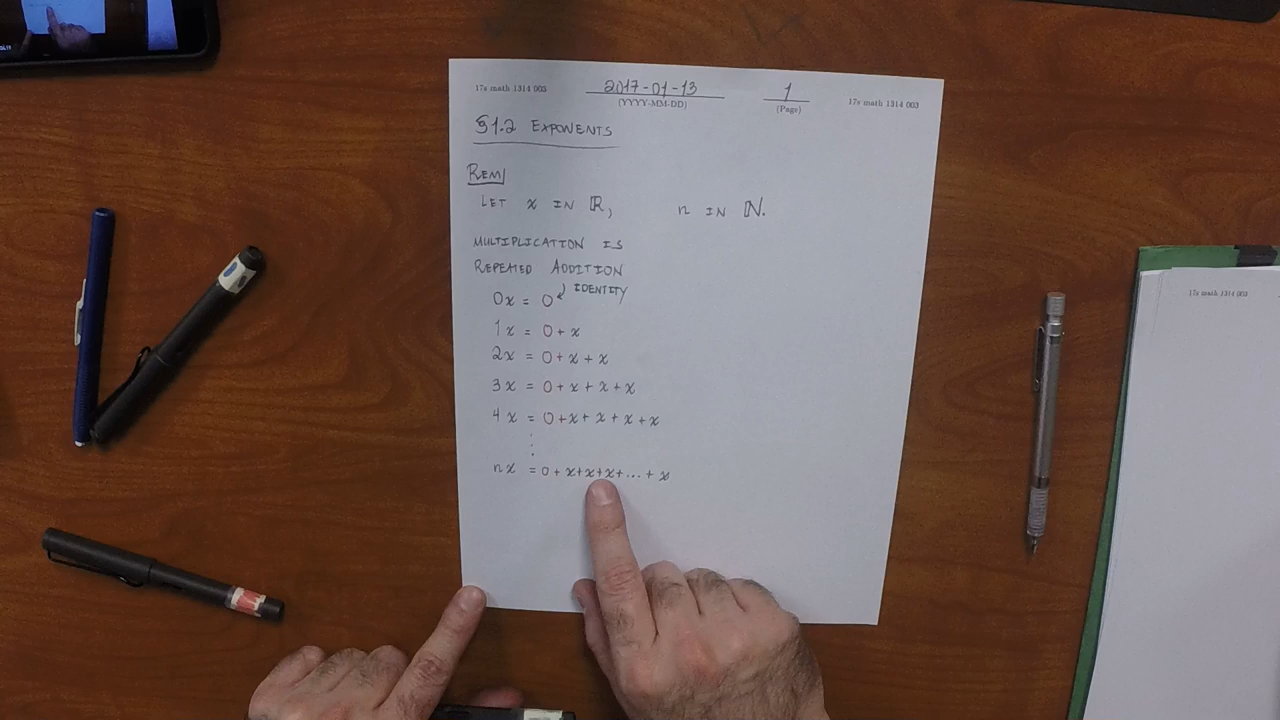 17s math 1314 003 2017-01-13 1 17s math 1314 003
(YYYY-MM-DD) (Page)
§1.2 EXPONENTS
REM
LET x IN ℝ, n IN ℕ.
MULTIPLICATION IS
REPEATED ADDITION
0x = 0 IDENTITY
1x = 0 + x
2x = 0 + x + x
3x = 0 + x + x + x
4x = 0 + x + x + x + x
⋮
nx = 0 + x + x + x + ... + x
17s math 1314 003